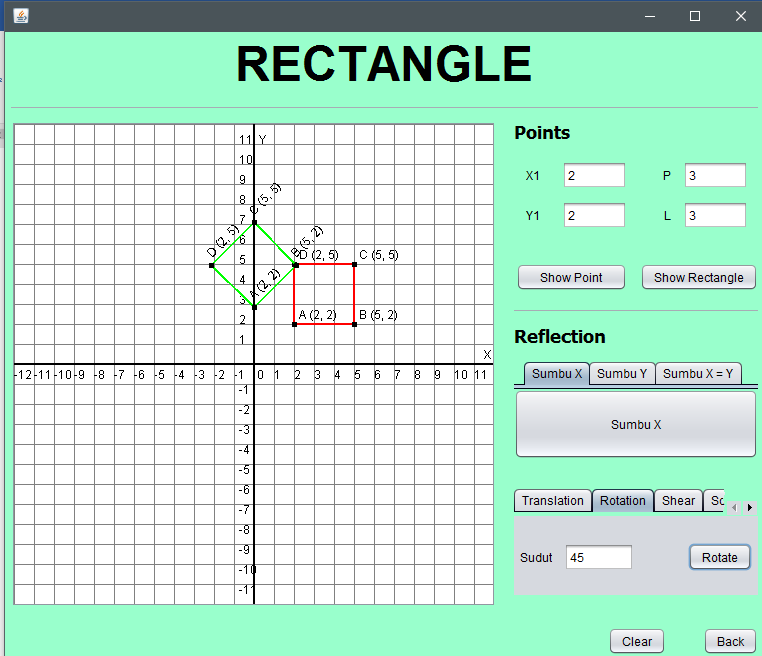 RECTANGLE
Points
X1 2 P 3
Y1 2 L 3
Show Point Show Rectangle
Reflection
Sumbu X Sumbu Y Sumbu X = Y
Sumbu X
Translation Rotation Shear Sc
Sudut 45 Rotate
Clear Back
Y
11
10
9
8
7
6
5
4
3
2
1
X
-12 -11 -10 -9 -8 -7 -6 -5 -4 -3 -2 -1 0 1 2 3 4 5 6 7 8 9 10 11
-1
-2
-3
-4
-5
-6
-7
-8
-9
-10
-11
C (5, 5)
D (2, 5)
B (5, 2)
A (2, 2)
D (2, 5) C (5, 5)
A (2, 2) B (5, 2)